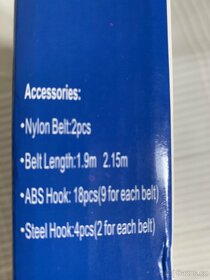 Accessories:
•Nylon Belt:2pcs
•Belt Length:1.9m 2.15m
•ABS Hook: 18pcs(9 for each belt)
•Steel Hook:4pcs(2 for each belt)